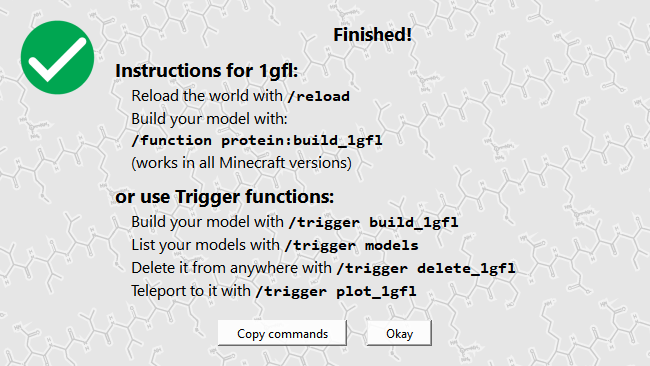 Finished!
Instructions for 1gfl:
Reload the world with /reload
Build your model with:
/function protein:build_1gfl
(works in all Minecraft versions)
or use Trigger functions:
Build your model with /trigger build_1gfl
List your models with /trigger models
Delete it from anywhere with /trigger delete_1gfl
Teleport to it with /trigger plot_1gfl
Copy commands
Okay